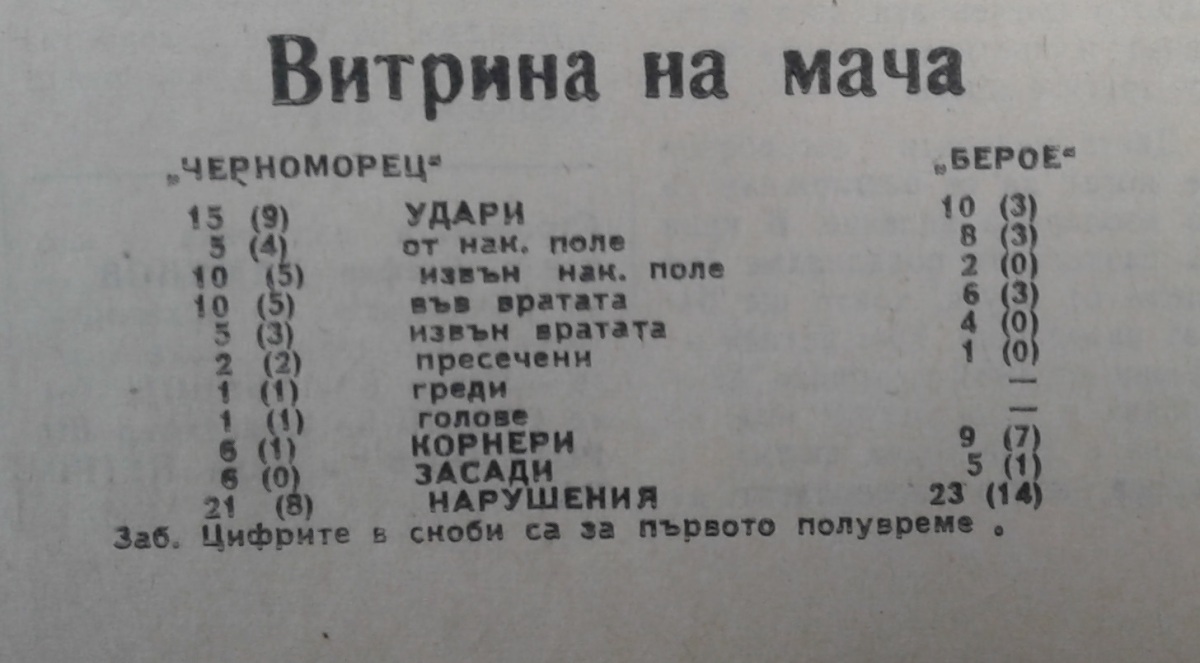 Витрина на мача
„ЧЕРНОМОРЕЦ“ „БЕРОЕ“
15 (9) УДАРИ 10 (3)
5 (4) от нак. поле 8 (3)
10 (5) извън нак. поле 2 (0)
10 (5) във вратата 6 (3)
5 (3) извън вратата 4 (0)
2 (2) пресечени 1 (0)
1 (1) греди —
1 (1) голове —
6 (1) КОРНЕРИ 9 (7)
6 (0) ЗАСАДИ 5 (1)
21 (8) НАРУШЕНИЯ 23 (14)
Заб. Цифрите в скоби са за първото полувреме .